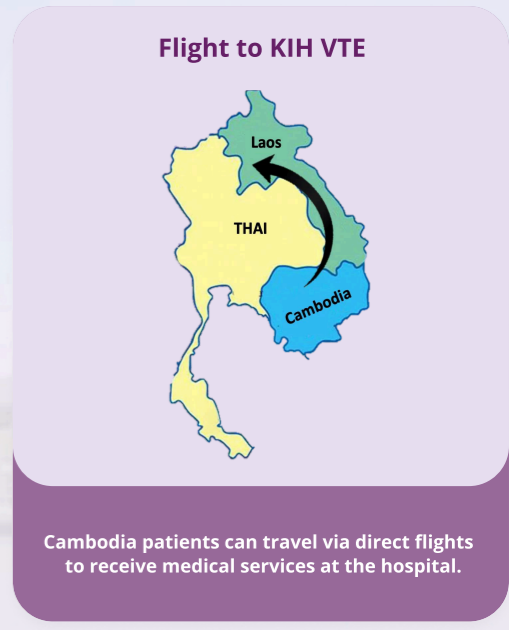 Flight to KIH VTE
Laos
THAI
Cambodia
Cambodia patients can travel via direct flights
to receive medical services at the hospital.